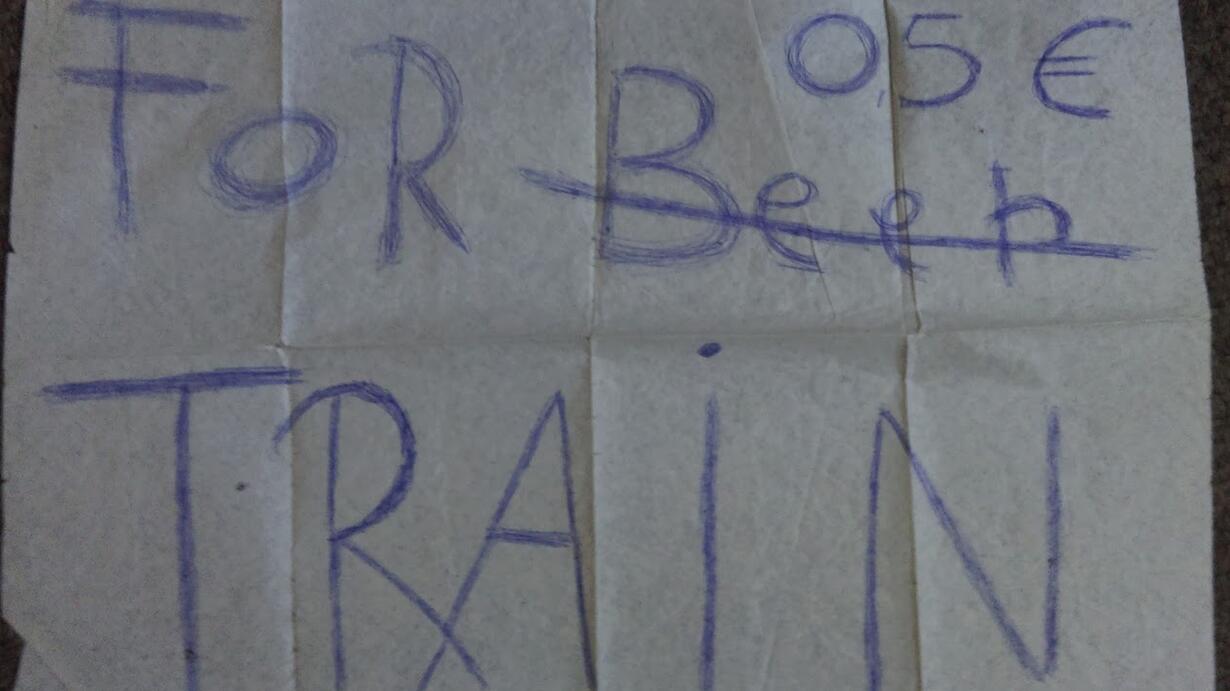 0,5 €
FoR Beer
TRAiN